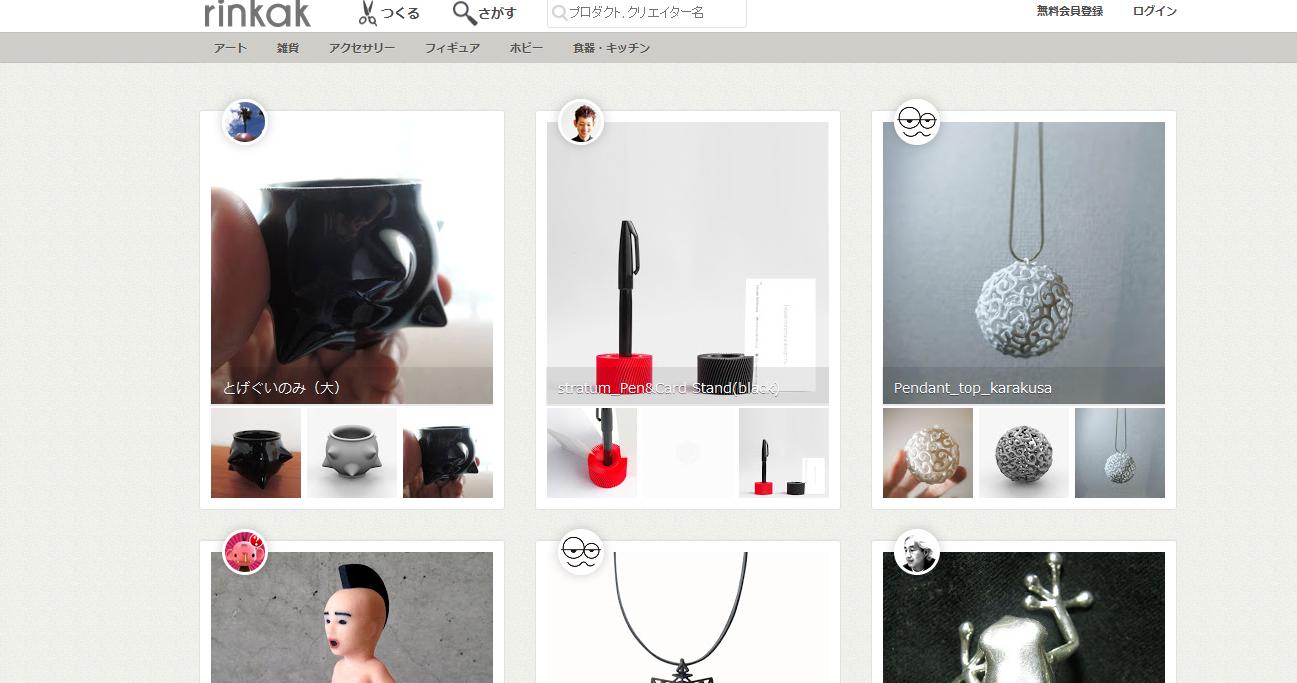 rinkak
つくる
さがす
プロダクト, クリエイター名
無料会員登録
ログイン
アート
雑貨
アクセサリー
フィギュア
ホビー
食器・キッチン
とげぐいのみ（大）
stratum_Pen&Card Stand(black)
Pendant_top_karakusa